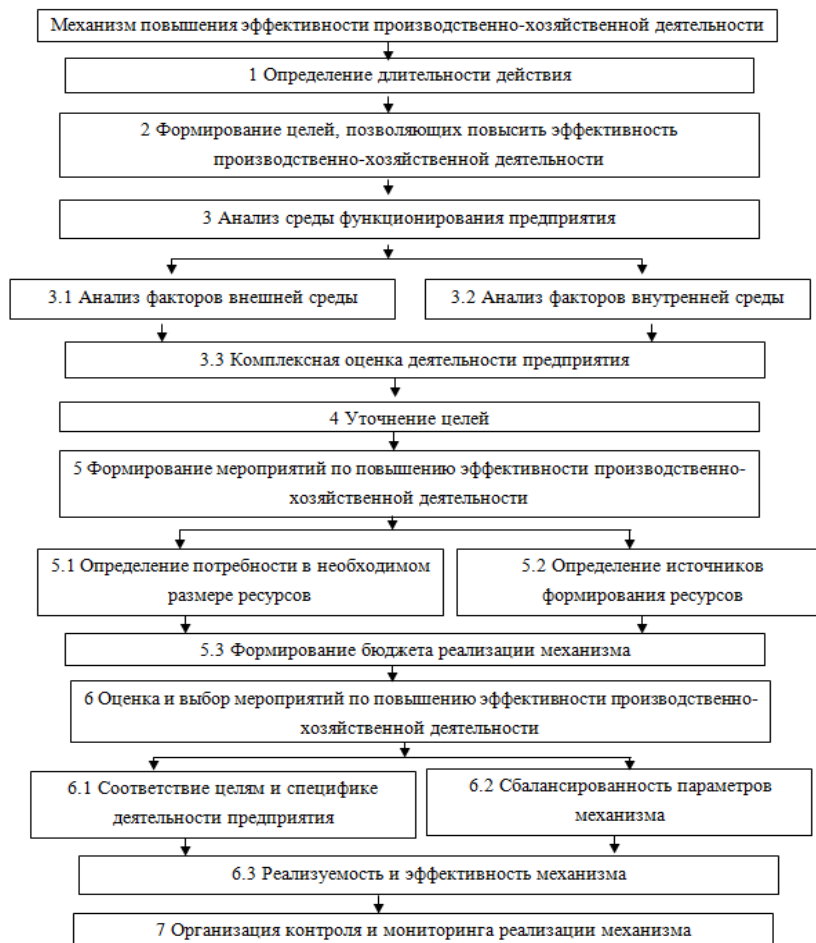 Механизм повышения эффективности производственно-хозяйственной деятельности
1 Определение длительности действия
2 Формирование целей, позволяющих повысить эффективность
производственно-хозяйственной деятельности
3 Анализ среды функционирования предприятия
3.1 Анализ факторов внешней среды
3.2 Анализ факторов внутренней среды
3.3 Комплексная оценка деятельности предприятия
4 Уточнение целей
5 Формирование мероприятий по повышению эффективности производственно-
хозяйственной деятельности
5.1 Определение потребности в необходимом
размере ресурсов
5.2 Определение источников
формирования ресурсов
5.3 Формирование бюджета реализации механизма
6 Оценка и выбор мероприятий по повышению эффективности производственно-
хозяйственной деятельности
6.1 Соответствие целям и специфике
деятельности предприятия
6.2 Сбалансированность параметров
механизма
6.3 Реализуемость и эффективность механизма
7 Организация контроля и мониторинга реализации механизма